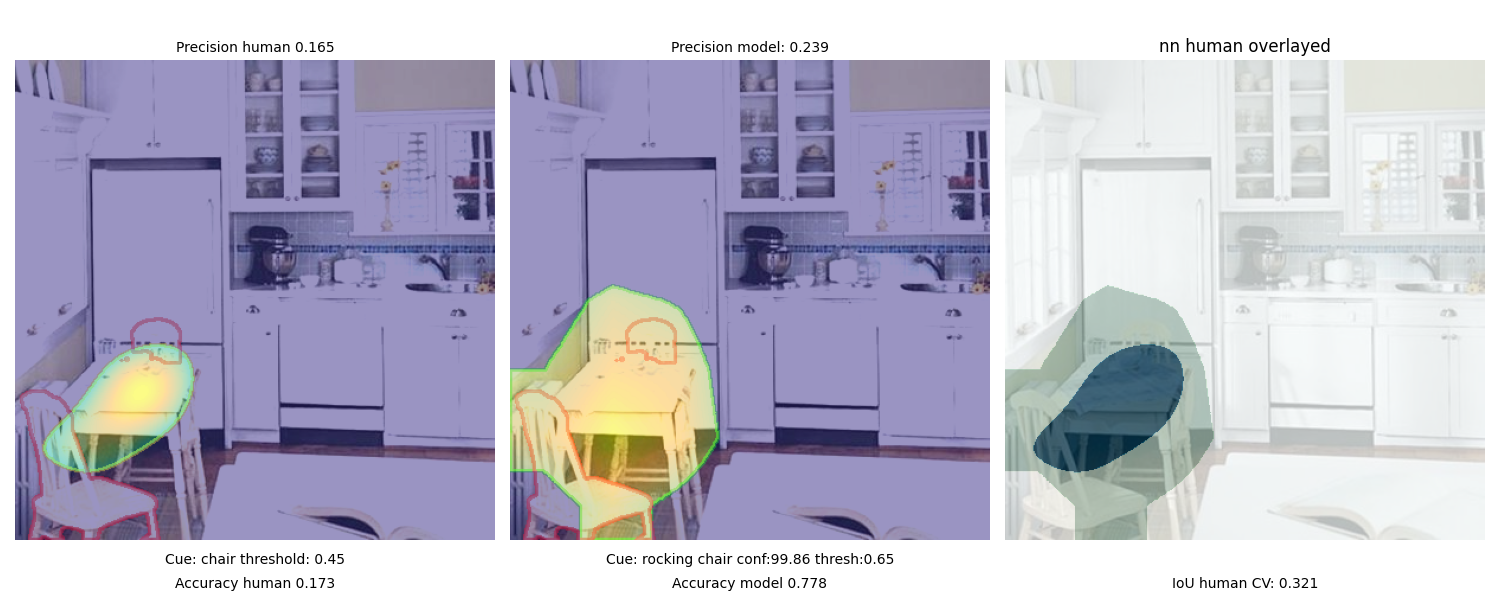 Precision human 0.165
Precision model: 0.239
nn human overlayed
Cue: chair threshold: 0.45
Cue: rocking chair conf:99.86 thresh:0.65
Accuracy human 0.173
Accuracy model 0.778
IoU human CV: 0.321